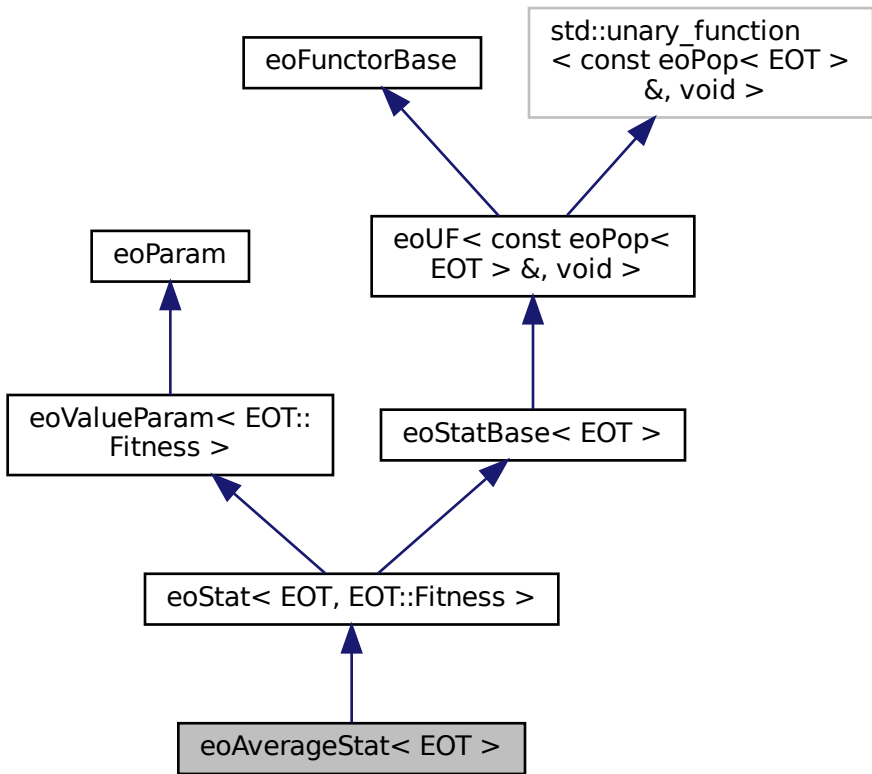 std::unary_function
< const eoPop< EOT >
&, void >
eoFunctorBase
eoUF< const eoPop<
EOT > &, void >
eoParam
eoValueParam< EOT::
Fitness >
eoStatBase< EOT >
eoStat< EOT, EOT::Fitness >
eoAverageStat< EOT >